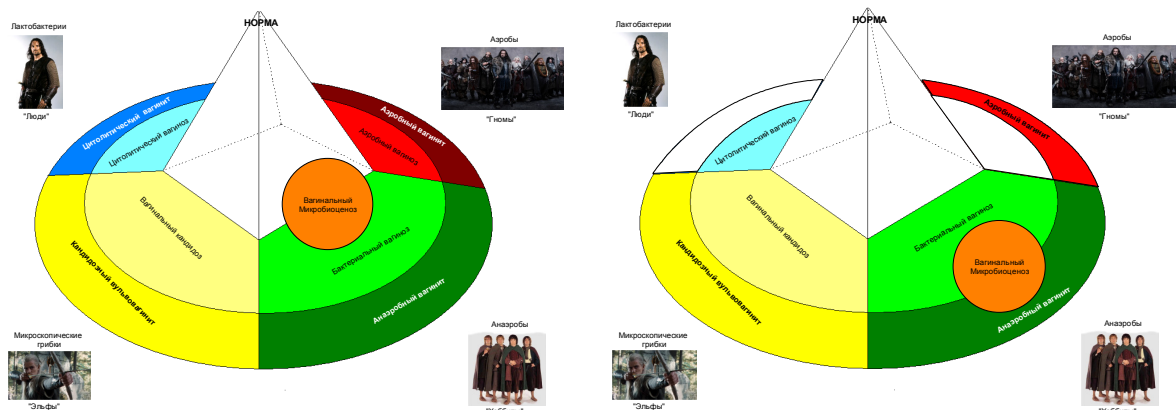 НОРМА
Лактобактерии
"Люди"
Аэробы
"Гномы"
Цитолитический вагинит
Цитолитический вагиноз
Аэробный вагинит
Аэробный вагиноз
Вагинальный
Микробиоценоз
Вагинальный кандидоз
Бактериальный вагиноз
Кандидозный вульвовагинит
Анаэробный вагинит
Микроскопические
грибки
"Эльфы"
Анаэробы
НОРМА
Лактобактерии
"Люди"
Аэробы
"Гномы"
Цитолитический вагиноз
Аэробный вагинит
Вагинальный кандидоз
Бактериальный вагиноз
Вагинальный
Микробиоценоз
Кандидозный вульвовагинит
Анаэробный вагинит
Микроскопические
грибки
"Эльфы"
Анаэробы